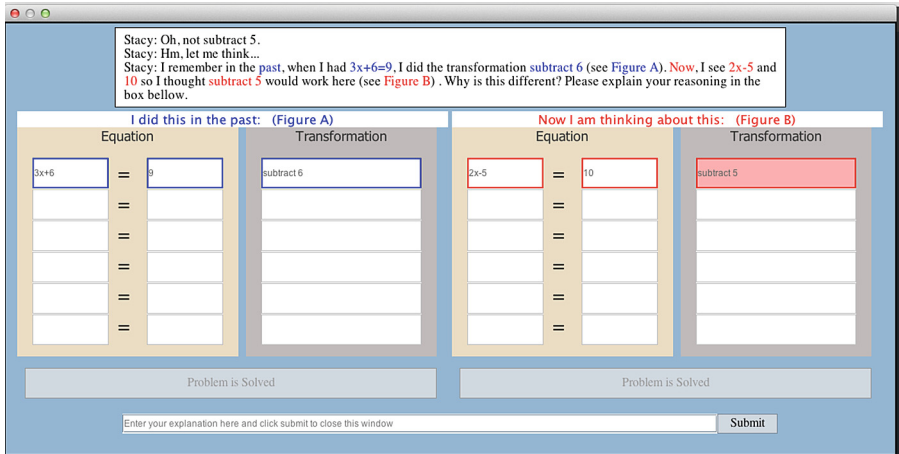 Stacy: Oh, not subtract 5.
Stacy: Hm, let me think...
Stacy: I remember in the past, when I had 3x+6=9, I did the transformation subtract 6 (see Figure A). Now, I see 2x-5 and
10 so I thought subtract 5 would work here (see Figure B) . Why is this different? Please explain your reasoning in the
box bellow.
I did this in the past: (Figure A) Now I am thinking about this: (Figure B)
Equation Transformation Equation Transformation
3x+6 = 9 subtract 6 2x-5 = 10 subtract 5
= =
= =
= =
= =
= =
Problem is Solved Problem is Solved
Enter your explanation here and click submit to close this window Submit